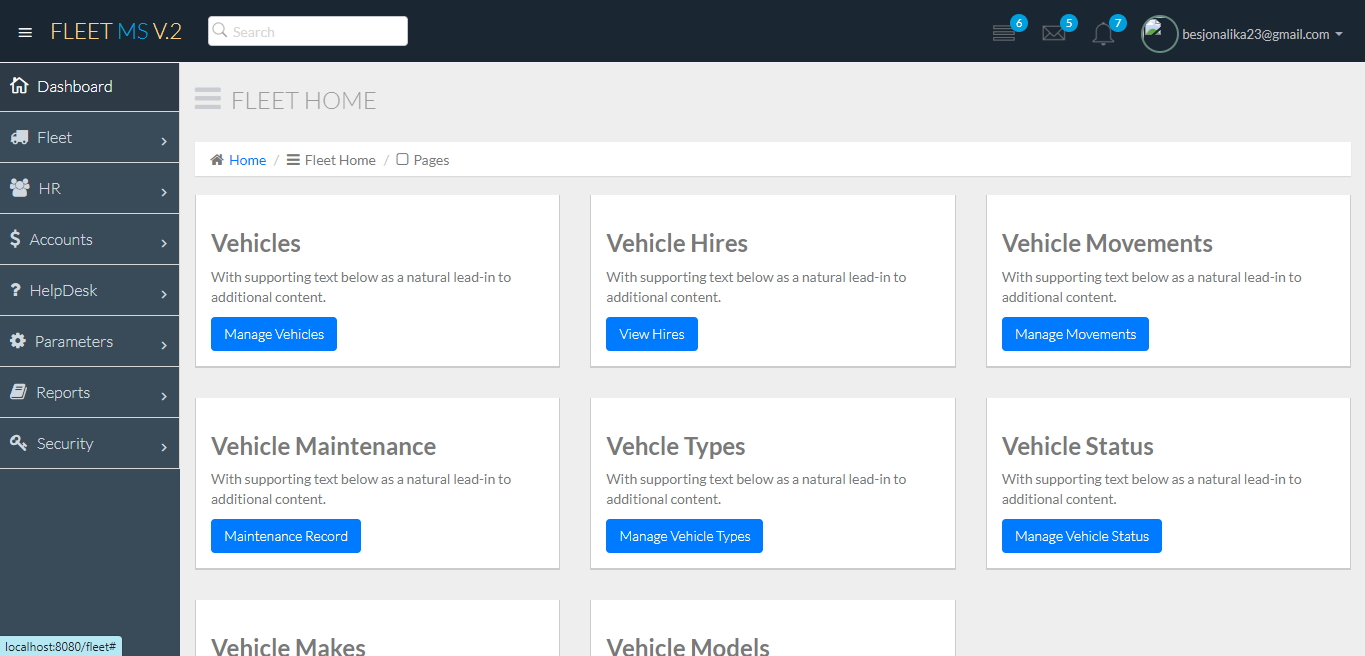 FLEET MS V.2
Search
6
5
7
besjonalika23@gmail.com
Dashboard
Fleet
HR
Accounts
HelpDesk
Parameters
Reports
Security
FLEET HOME
Home / Fleet Home / Pages
Vehicles
With supporting text below as a natural lead-in to
additional content.
Manage Vehicles
Vehicle Hires
With supporting text below as a natural lead-in to
additional content.
View Hires
Vehicle Movements
With supporting text below as a natural lead-in to
additional content.
Manage Movements
Vehicle Maintenance
With supporting text below as a natural lead-in to
additional content.
Maintenance Record
Vehcle Types
With supporting text below as a natural lead-in to
additional content.
Manage Vehicle Types
Vehicle Status
With supporting text below as a natural lead-in to
additional content.
Manage Vehicle Status
Vehicle Makes
Vehicle Models
localhost:8080/fleet#